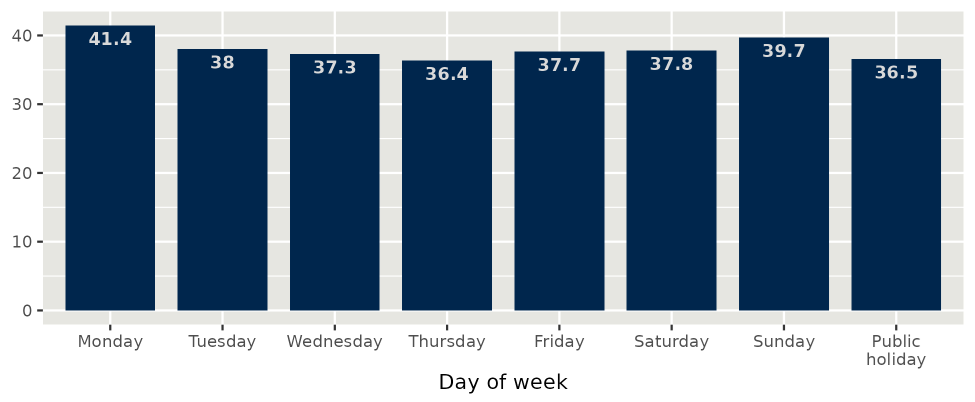 40
30
20
10
0
41.4
38
37.3
36.4
37.7
37.8
39.7
36.5
Monday
Tuesday
Wednesday
Thursday
Friday
Saturday
Sunday
Public
holiday
Day of week